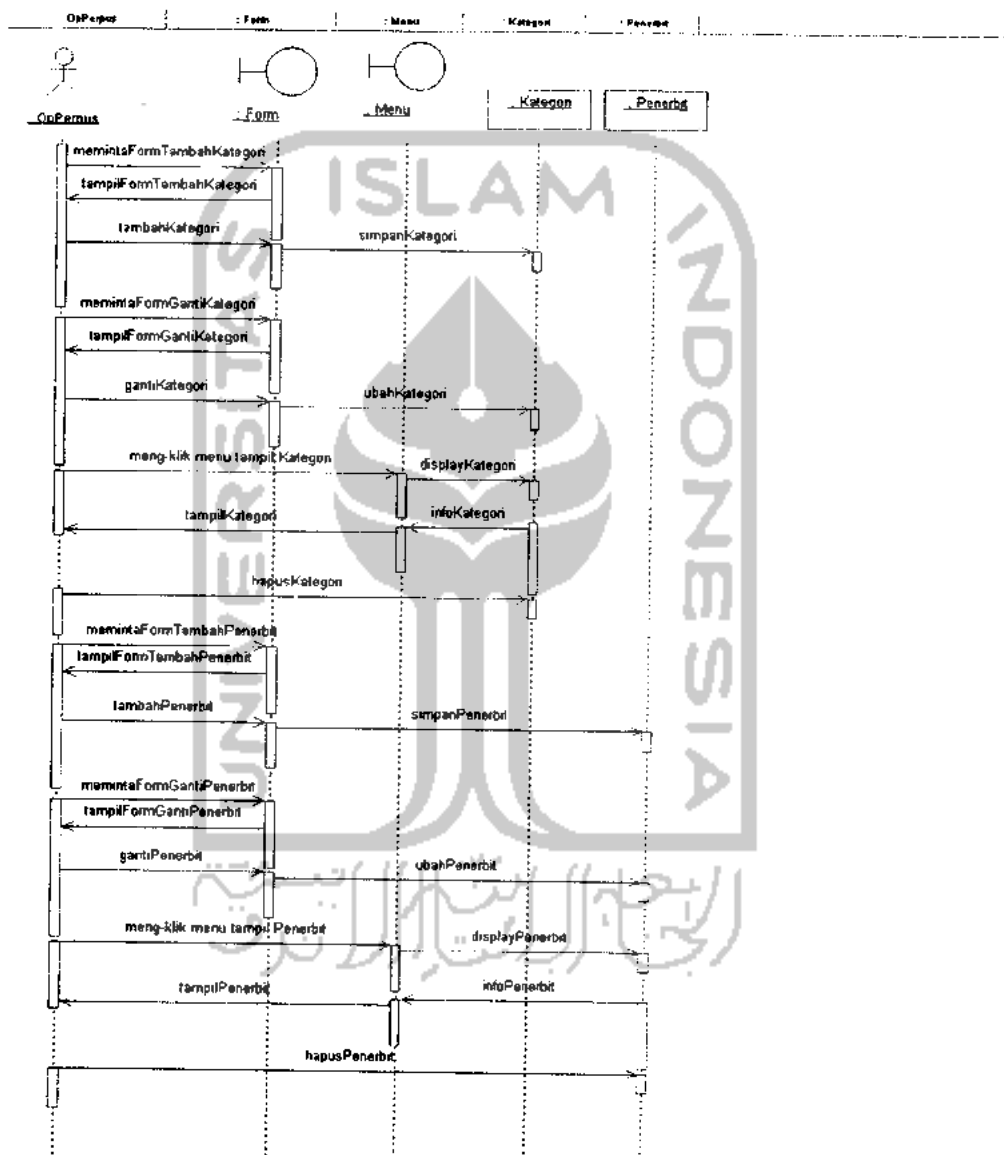 OpPerpus : Form : Menu : Kategori : Penerbit
: OpPerpus : Form : Menu : Kategori : Penerbit
memintaFormTambahKategori
tampilFormTambahKategori
tambahKategori
simpanKategori
memintaFormGantiKategori
tampilFormGantiKategori
gantiKategori
ubahKategori
meng-klik menu tampil Kategori
displayKategori
tampilKategori
infoKategori
hapusKategori
memintaFormTambahPenerbit
tampilFormTambahPenerbit
tambahPenerbit
simpanPenerbit
memintaFormGantiPenerbit
tampilFormGantiPenerbit
gantiPenerbit
ubahPenerbit
meng-klik menu tampil Penerbit
displayPenerbit
tampilPenerbit
infoPenerbit
hapusPenerbit
UNIVERSITAS
ISLAM
INDONESIA